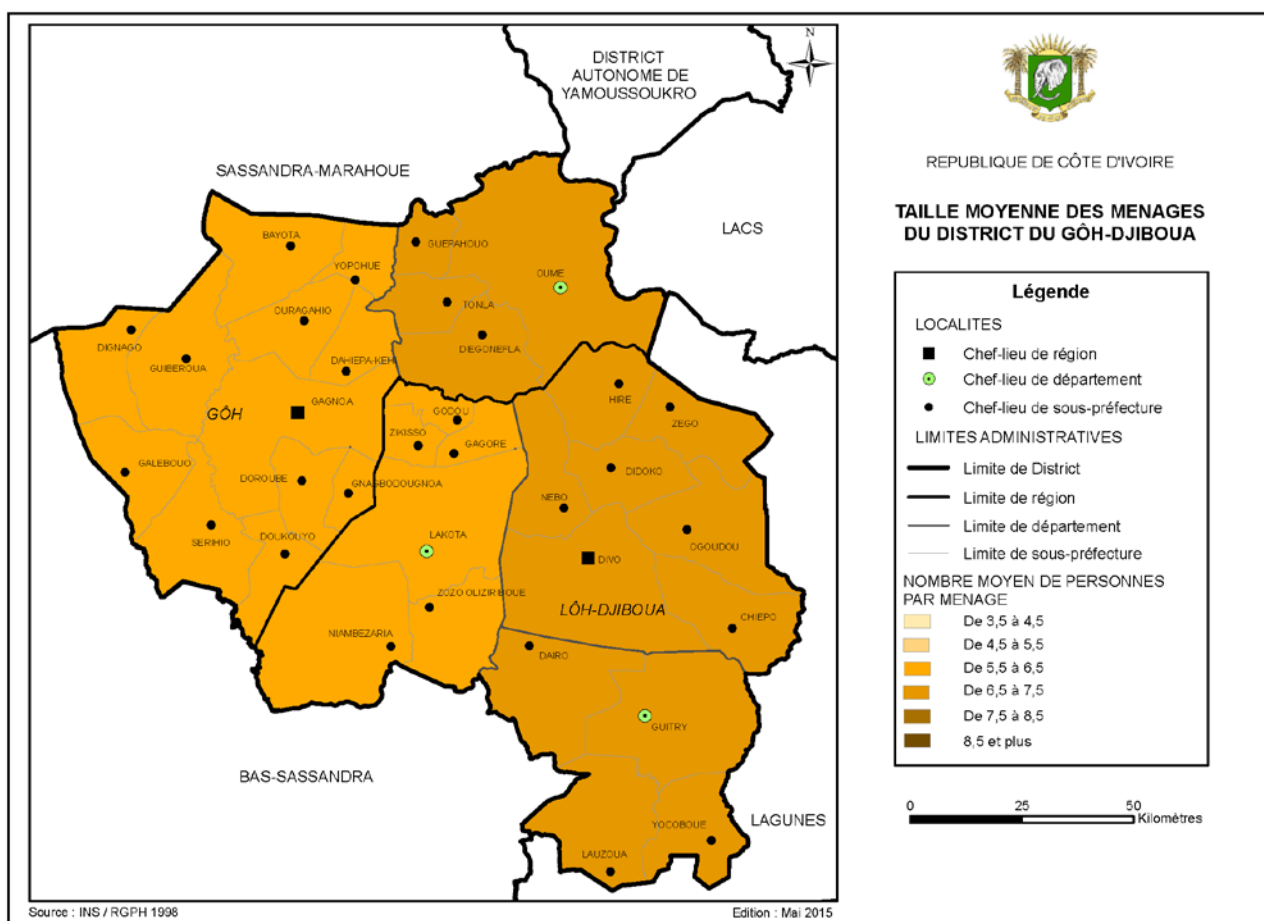 N
DISTRICT
AUTONOME DE
YAMOUSSOUKRO
SASSANDRA-MARAHOUE
LACS
BAYOTA
GUEPAHOUO
YOPOHUE
OUME
TONLA
OURAGAHIO
DIGNAGO
DIEGONEFLA
GUIBEROUA
DAHIEPA-KEHI
HIRE
GÔH
GAGNOA
GODOU
ZEGO
ZIKISSO
GAGORE
GALEBOUO
DIDOKO
DOROUBE
GNAGBODOUGNOA
NEBO
SERIHIO
DOUKOUYO
LAKOTA
OGOUDOU
DIVO
ZOZO OLIZIRIBOUE
LÔH-DJIBOUA
CHIEPO
NIAMBEZARIA
DAIRO
GUITRY
BAS-SASSANDRA
LAGUNES
YOCOBOUE
LAUZOUA
Source : INS / RGPH 1998
Edition : Mai 2015
REPUBLIQUE DE CÔTE D'IVOIRE
TAILLE MOYENNE DES MENAGES
DU DISTRICT DU GÔH-DJIBOUA
Légende
LOCALITES
Chef-lieu de région
Chef-lieu de département
Chef-lieu de sous-préfecture
LIMITES ADMINISTRATIVES
Limite de District
Limite de région
Limite de département
Limite de sous-préfecture
NOMBRE MOYEN DE PERSONNES
PAR MENAGE
De 3,5 à 4,5
De 4,5 à 5,5
De 5,5 à 6,5
De 6,5 à 7,5
De 7,5 à 8,5
8,5 et plus
0 25 50
Kilomètres